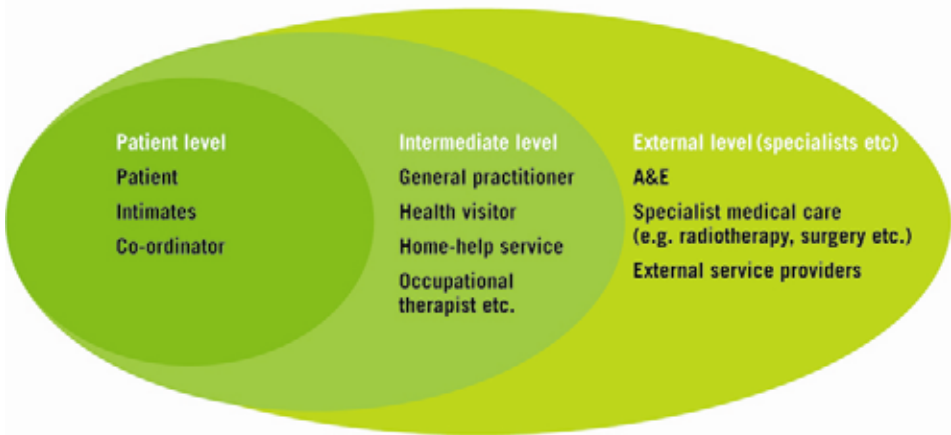 Patient level
Patient
Intimates
Co-ordinator
Intermediate level
General practitioner
Health visitor
Home-help service
Occupational
therapist etc.
External level (specialists etc)
A&E
Specialist medical care
(e.g. radiotherapy, surgery etc.)
External service providers